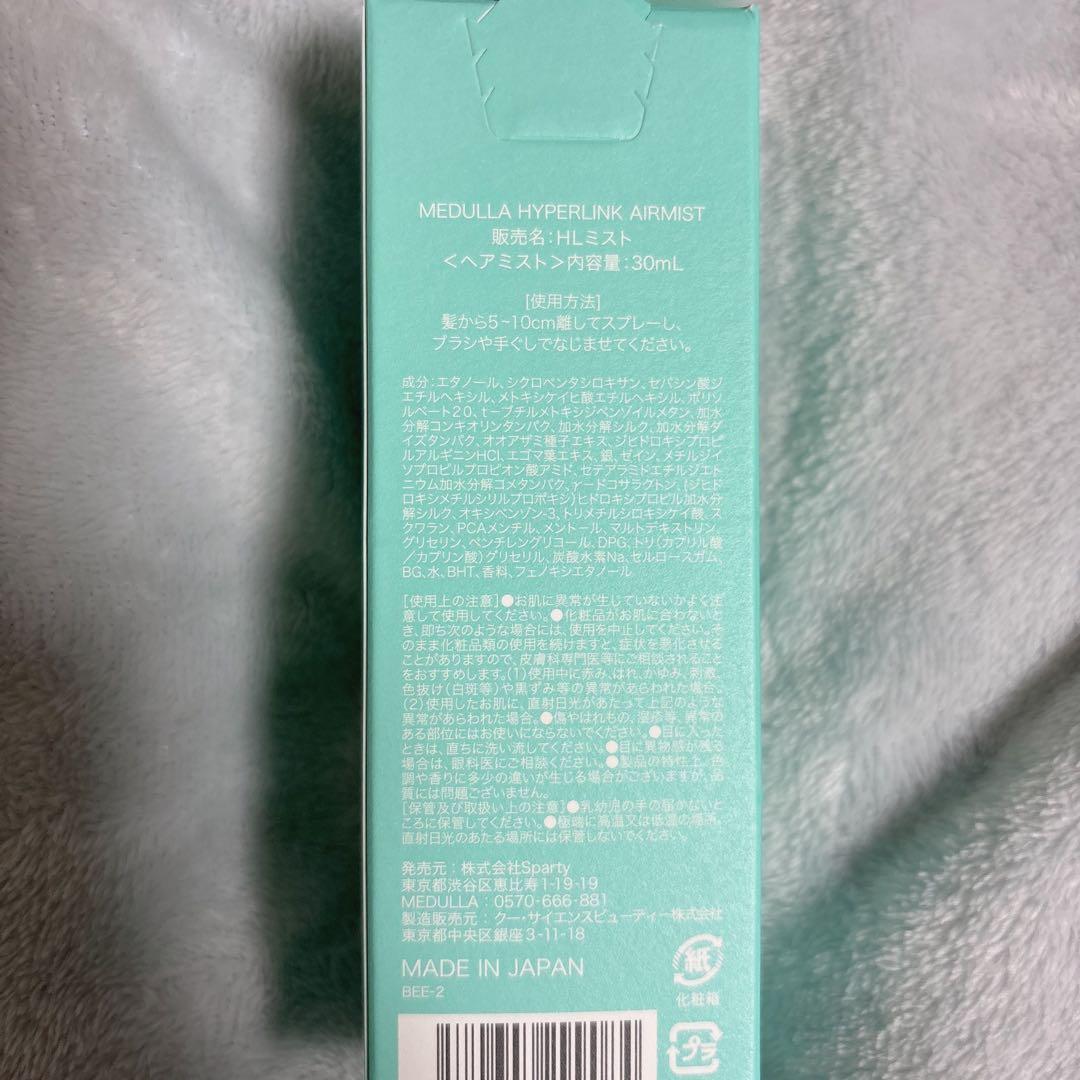 MEDULLA HYPERLINK AIRMIST
販売名：HLミスト
＜ヘアミスト＞内容量：30mL
[使用方法]
髪から5~10cm離してスプレーし、
ブラシや手ぐしでなじませてください。
成分：エタノール、シクロペンタシロキサン、セバシン酸ジ
エチルヘキシル、メトキシケイヒ酸エチルヘキシル、ポリソ
ルベート20、t-ブチルメトキシジベンゾイルメタン、加水
分解コンキオリンタンパク、加水分解シルク、加水分解ダ
イズタンパク、オオアザミ種子エキス、ジヒドロキシプロピ
ルアルギニンHCl、エゴマ葉エキス、銀、ゼイン、メチルジイ
ソプロピルプロピオン酸アミド、セテアラミドエチルジエト
ニウム加水分解コメタンパク、γ-ドコサラクトン、(ジヒド
ロキシメチルシリルプロポキシ)ヒドロキシプロピル加水分
解シルク、オキシベンゾン-3、トリメチルシロキシケイ酸、ス
クワラン、PCAメンチル、メントール、マルトデキストリン、
グリセリン、ペンチレングリコール、DPG、トリ(カプリル酸
／カプリン酸)グリセリル、炭酸水素Na、セルロースガム、
BG、水、BHT、香料、フェノキシエタノール
[使用上の注意]●お肌に異常が生じていないかよく注
意して使用してください。●化粧品がお肌に合わないと
き、即ち次のような場合には、使用を中止してください。そ
のまま化粧品類の使用を続けますと、症状を悪化させる
ことがありますので、皮膚科専門医等にご相談されること
をおすすめします。(1)使用中に赤み、はれ、かゆみ、刺激、
色抜け(白斑等)や黒ずみ等の異常があらわれた場合。
(2)使用したお肌に、直射日光があたって上記のような
異常があらわれた場合。●傷やはれもの、湿疹等、異常の
ある部位にはお使いにならないでください。●目に入った
ときは、直ちに洗い流してください。●目に異物感が残る
場合は、眼科医にご相談ください。●製品の特性上、色
調や香りに多少の違いが生じる場合がございますが、品
質には問題ございません。
[保管及び取扱い上の注意]●乳幼児の手の届かないと
ころに保管してください。●極端に高温又は低温の場所、
直射日光のあたる場所には保管しないでください。
発売元：株式会社Sparty
東京都渋谷区恵比寿1-19-19
MEDULLA：0570-666-881
製造販売元：クー・サイエンスビューティー株式会社
東京都中央区銀座3-11-18
MADE IN JAPAN
BEE-2
紙
化粧箱
プラ